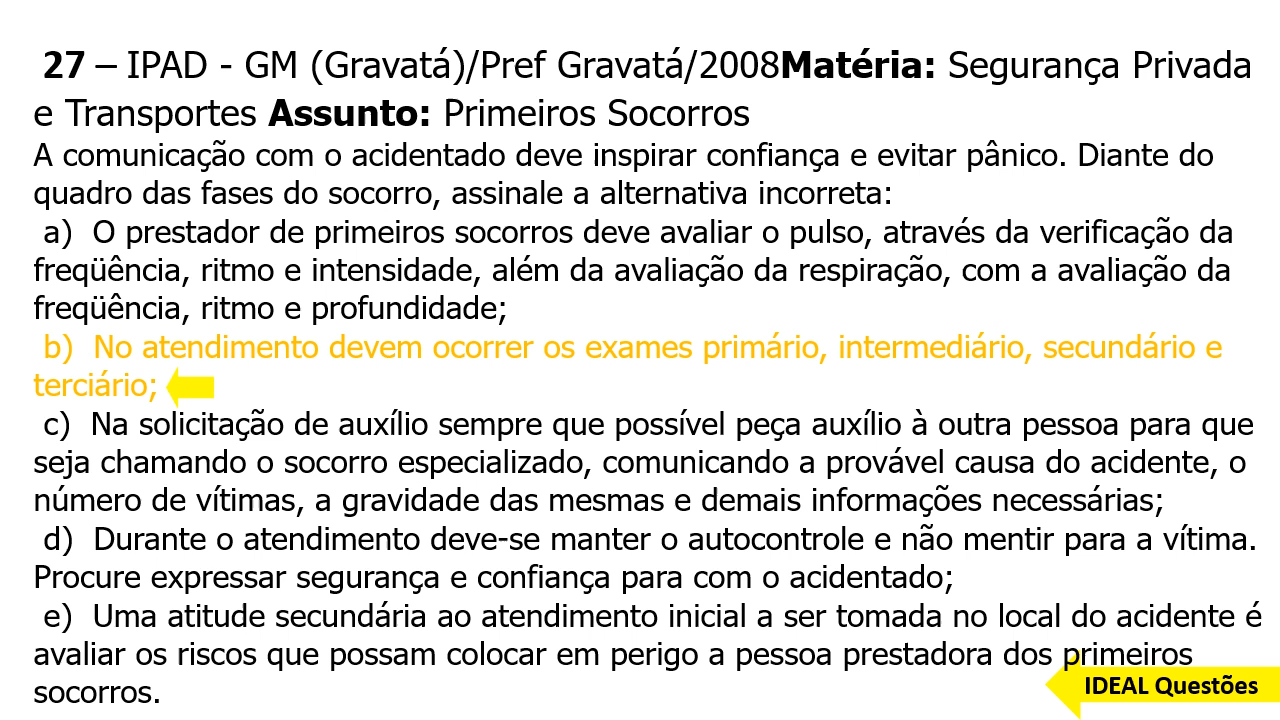 27 – IPAD - GM (Gravatá)/Pref Gravatá/2008Matéria: Segurança Privada
e Transportes Assunto: Primeiros Socorros
A comunicação com o acidentado deve inspirar confiança e evitar pânico. Diante do
quadro das fases do socorro, assinale a alternativa incorreta:
a)  O prestador de primeiros socorros deve avaliar o pulso, através da verificação da
freqüência, ritmo e intensidade, além da avaliação da respiração, com a avaliação da
freqüência, ritmo e profundidade;
b)  No atendimento devem ocorrer os exames primário, intermediário, secundário e
terciário;
c)  Na solicitação de auxílio sempre que possível peça auxílio à outra pessoa para que
seja chamando o socorro especializado, comunicando a provável causa do acidente, o
número de vítimas, a gravidade das mesmas e demais informações necessárias;
d)  Durante o atendimento deve-se manter o autocontrole e não mentir para a vítima.
Procure expressar segurança e confiança para com o acidentado;
e)  Uma atitude secundária ao atendimento inicial a ser tomada no local do acidente é
avaliar os riscos que possam colocar em perigo a pessoa prestadora dos primeiros
socorros.
IDEAL Questões